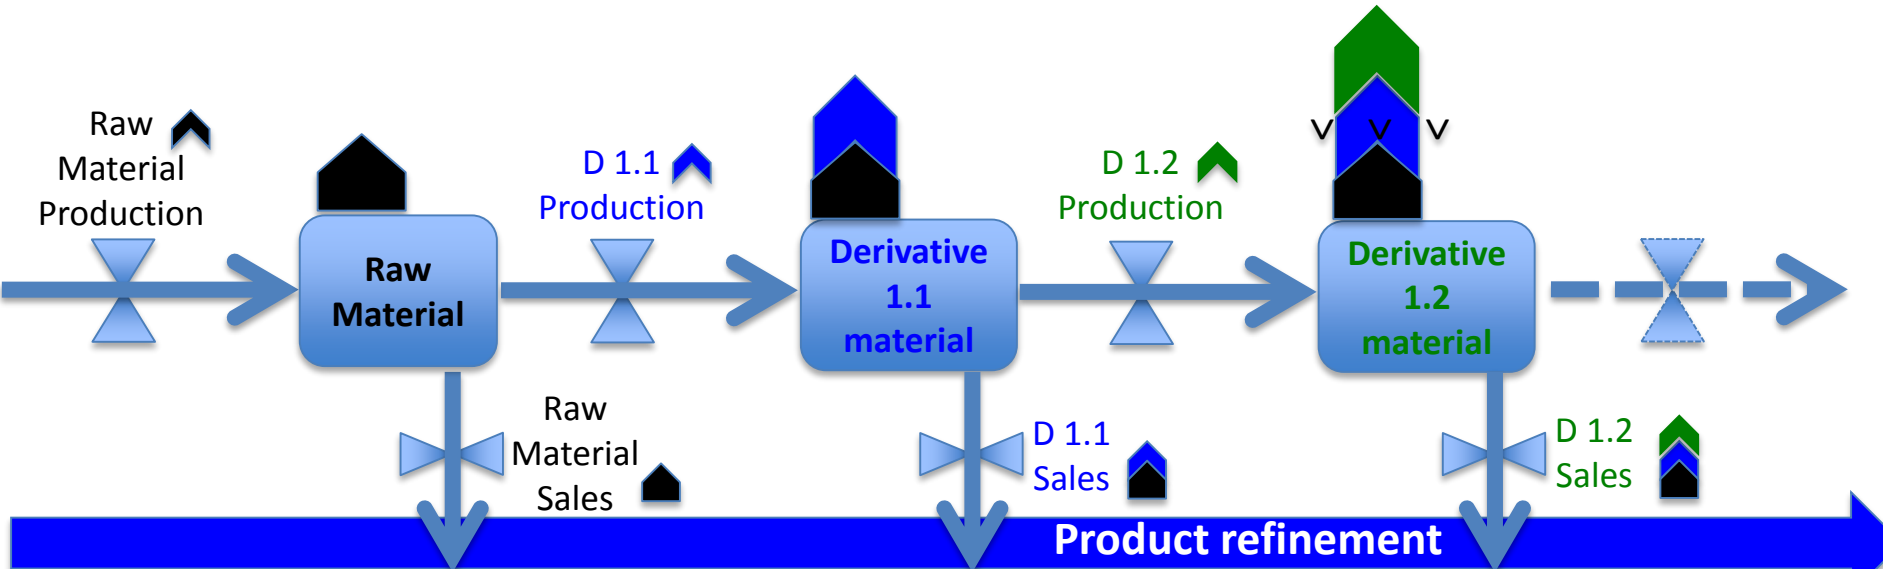 Raw
Material
Production
D 1.1
Production
D 1.2
Production
V V V
Raw
Material
Derivative
1.1
material
Derivative
1.2
material
Raw
Material
Sales
D 1.1
Sales
D 1.2
Sales
Product refinement